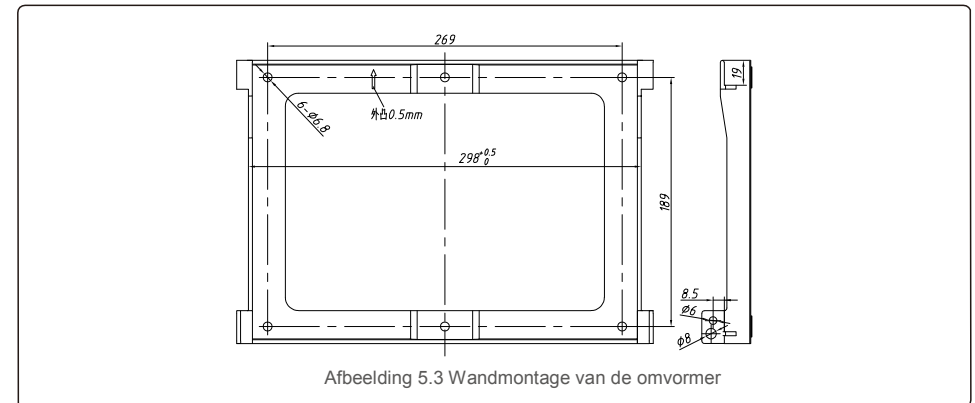 269
19
外凸0.5mm
6-Ø6.8
298 +0.5 0
189
8.5
Ø6
Ø8
Afbeelding 5.3 Wandmontage van de omvormer